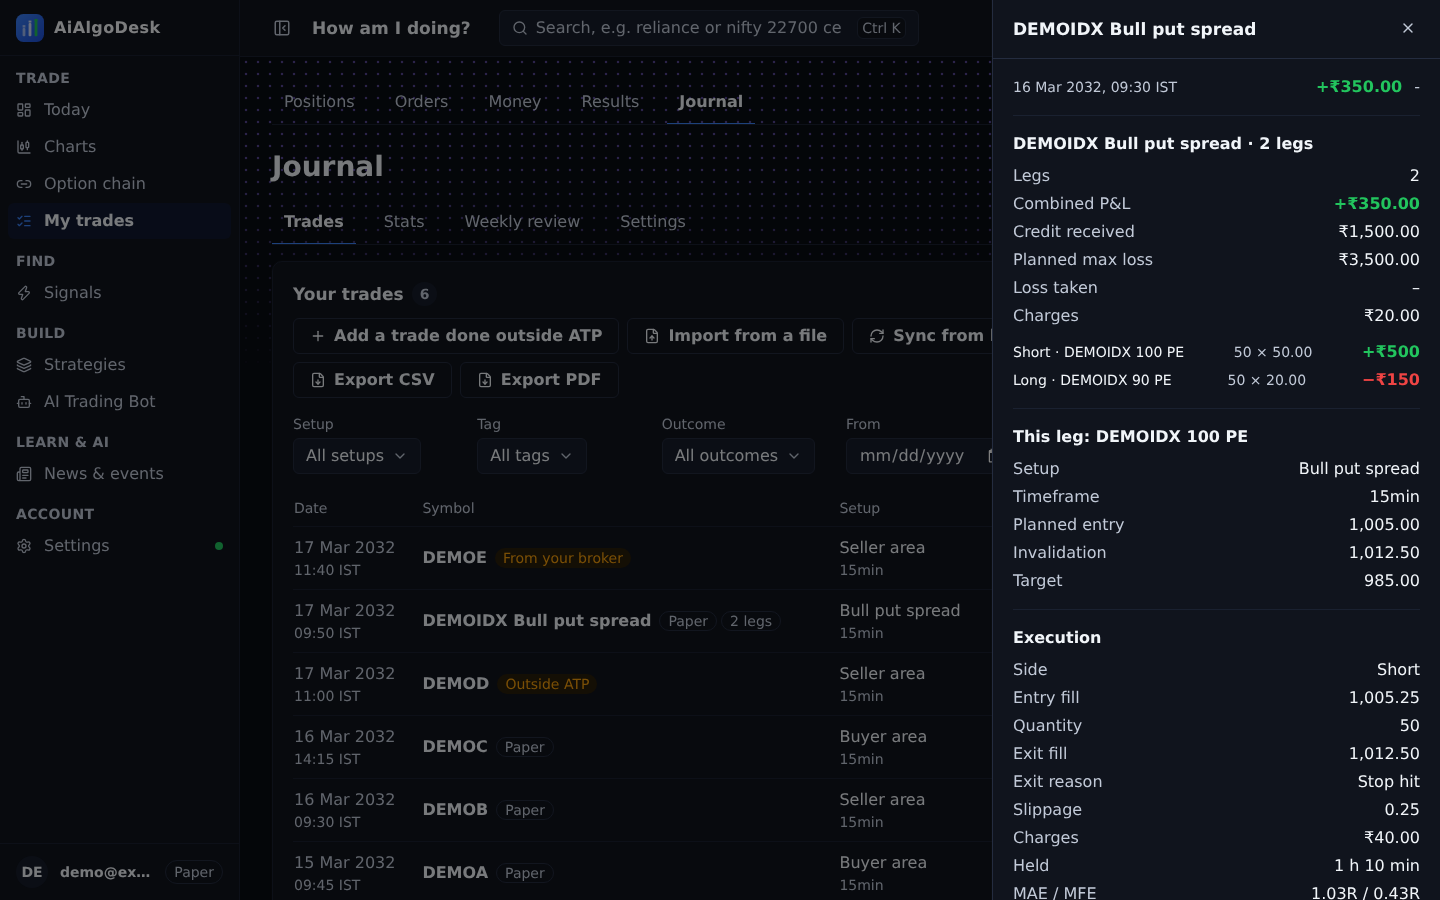 AiAlgoDesk
TRADE
Today
Charts
Option chain
My trades
FIND
Signals
BUILD
Strategies
AI Trading Bot
LEARN & AI
News & events
ACCOUNT
Settings
DE demo@ex... Paper
How am I doing?
Search, e.g. reliance or nifty 22700 ce Ctrl K
Positions Orders Money Results Journal
Journal
Trades Stats Weekly review Settings
Your trades 6
Add a trade done outside ATP Import from a file Sync from
Export CSV Export PDF
Setup Tag Outcome From
All setups All tags All outcomes mm/dd/yyyy
Date Symbol Setup
17 Mar 2032 DEMOE From your broker Seller area
11:40 IST 15min
17 Mar 2032 DEMOIDX Bull put spread Paper 2 legs Bull put spread
09:50 IST 15min
17 Mar 2032 DEMOD Outside ATP Seller area
11:00 IST 15min
16 Mar 2032 DEMOC Paper Buyer area
14:15 IST 15min
16 Mar 2032 DEMOB Paper Seller area
09:30 IST 15min
15 Mar 2032 DEMOA Paper Buyer area
09:45 IST 15min
DEMOIDX Bull put spread
16 Mar 2032, 09:30 IST +₹350.00 -
DEMOIDX Bull put spread · 2 legs
Legs 2
Combined P&L +₹350.00
Credit received ₹1,500.00
Planned max loss ₹3,500.00
Loss taken –
Charges ₹20.00
Short · DEMOIDX 100 PE 50 × 50.00 +₹500
Long · DEMOIDX 90 PE 50 × 20.00 −₹150
This leg: DEMOIDX 100 PE
Setup Bull put spread
Timeframe 15min
Planned entry 1,005.00
Invalidation 1,012.50
Target 985.00
Execution
Side Short
Entry fill 1,005.25
Quantity 50
Exit fill 1,012.50
Exit reason Stop hit
Slippage 0.25
Charges ₹40.00
Held 1 h 10 min
MAE / MFE 1.03R / 0.43R